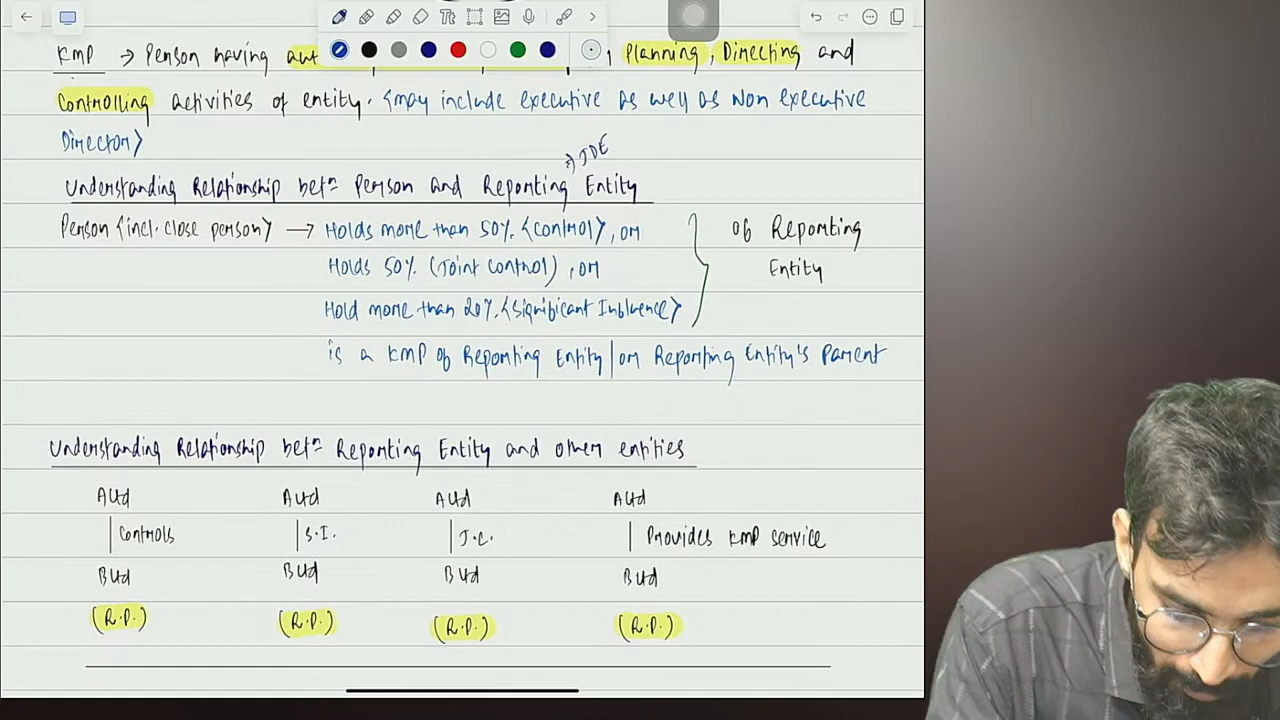 KMP → Person having aut , Planning, Directing and
Controlling activities of entity. {may include executive as well as Non executive
Director}
⇒ JDE
Understanding Relationship betn Person and Reporting Entity
Person {incl. close person} → Holds more than 50% {Control}, or
Holds 50% (Joint Control), or
Hold more than 20% {Significant Influence}
of Reporting
Entity
is a KMP of Reporting Entity / or Reporting Entity's Parent
Understanding Relationship betn Reporting Entity and other entities
A Ltd A Ltd A Ltd A Ltd
Controls S.I. J.C. Provides KMP service
B Ltd B Ltd B Ltd B Ltd
(R.P.) (R.P.) (R.P.) (R.P.)